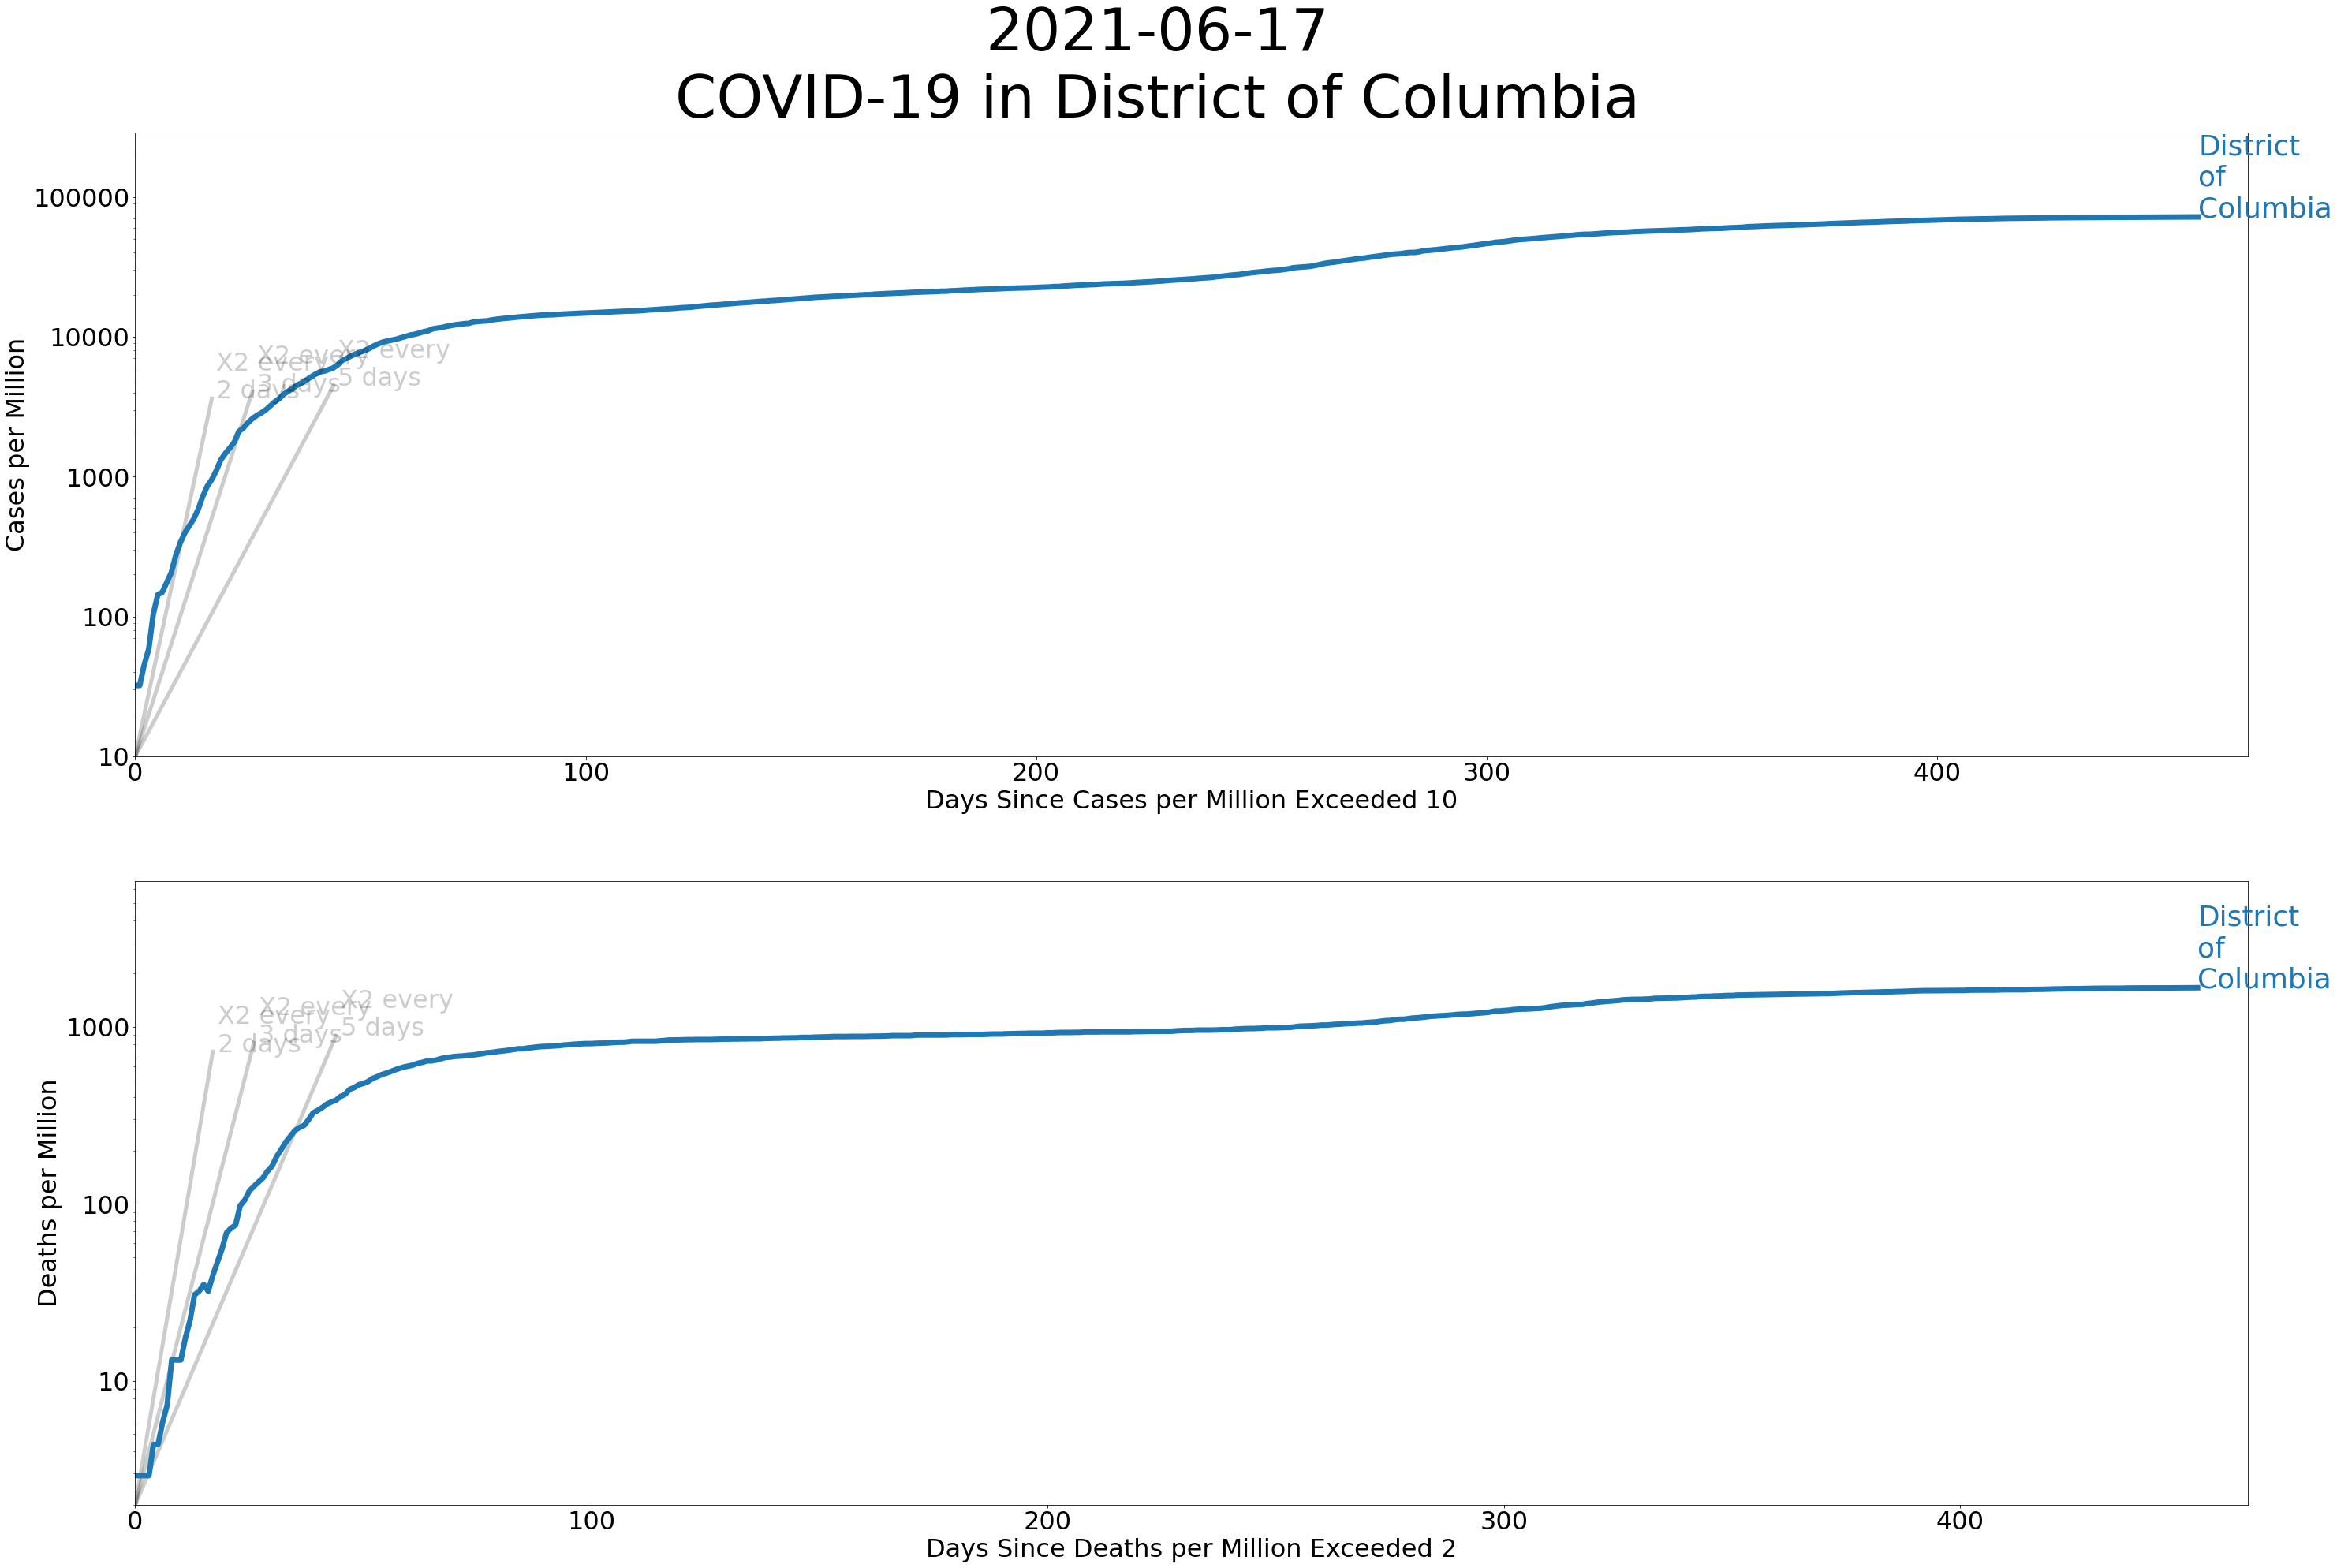 2021-06-17
COVID-19 in District of Columbia
District
of
Columbia
100000
10000
1000
100
10
Cases per Million
X2 every
2 days
X2 every
3 days
X2 every
5 days
0
100
200
300
400
Days Since Cases per Million Exceeded 10
District
of
Columbia
1000
100
10
Deaths per Million
X2 every
2 days
X2 every
3 days
X2 every
5 days
0
100
200
300
400
Days Since Deaths per Million Exceeded 2